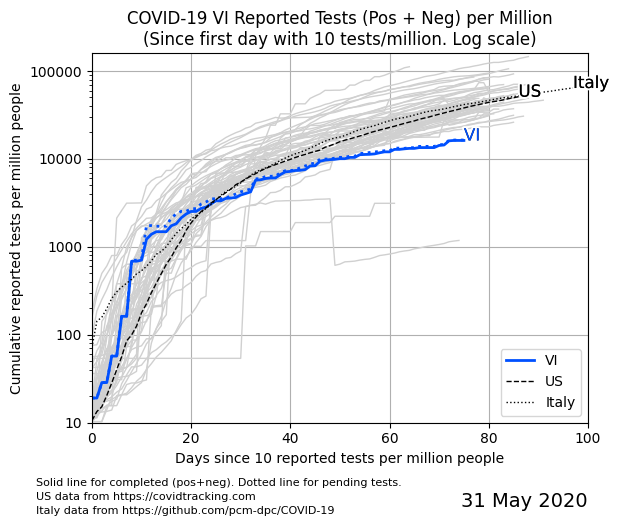 COVID-19 VI Reported Tests (Pos + Neg) per Million
(Since first day with 10 tests/million. Log scale)
Cumulative reported tests per million people
100000
10000
1000
100
10
Italy
US
VI
VI
US
Italy
0
20
40
60
80
100
Days since 10 reported tests per million people
Solid line for completed (pos+neg). Dotted line for pending tests.
US data from https://covidtracking.com
Italy data from https://github.com/pcm-dpc/COVID-19
31 May 2020